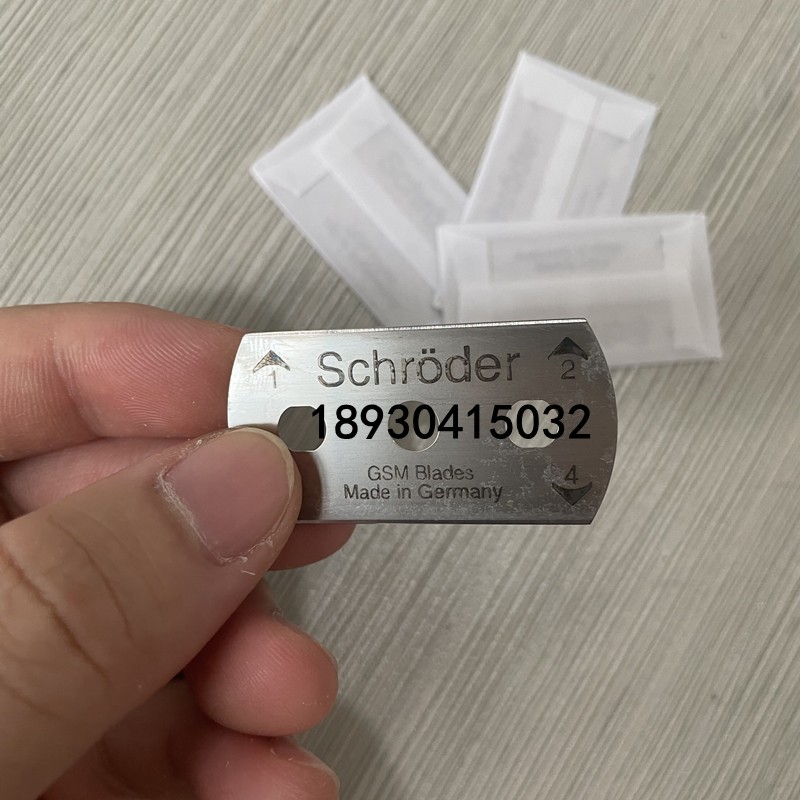 1 Schröder 2
18930415032
GSM Blades 4
Made in Germany